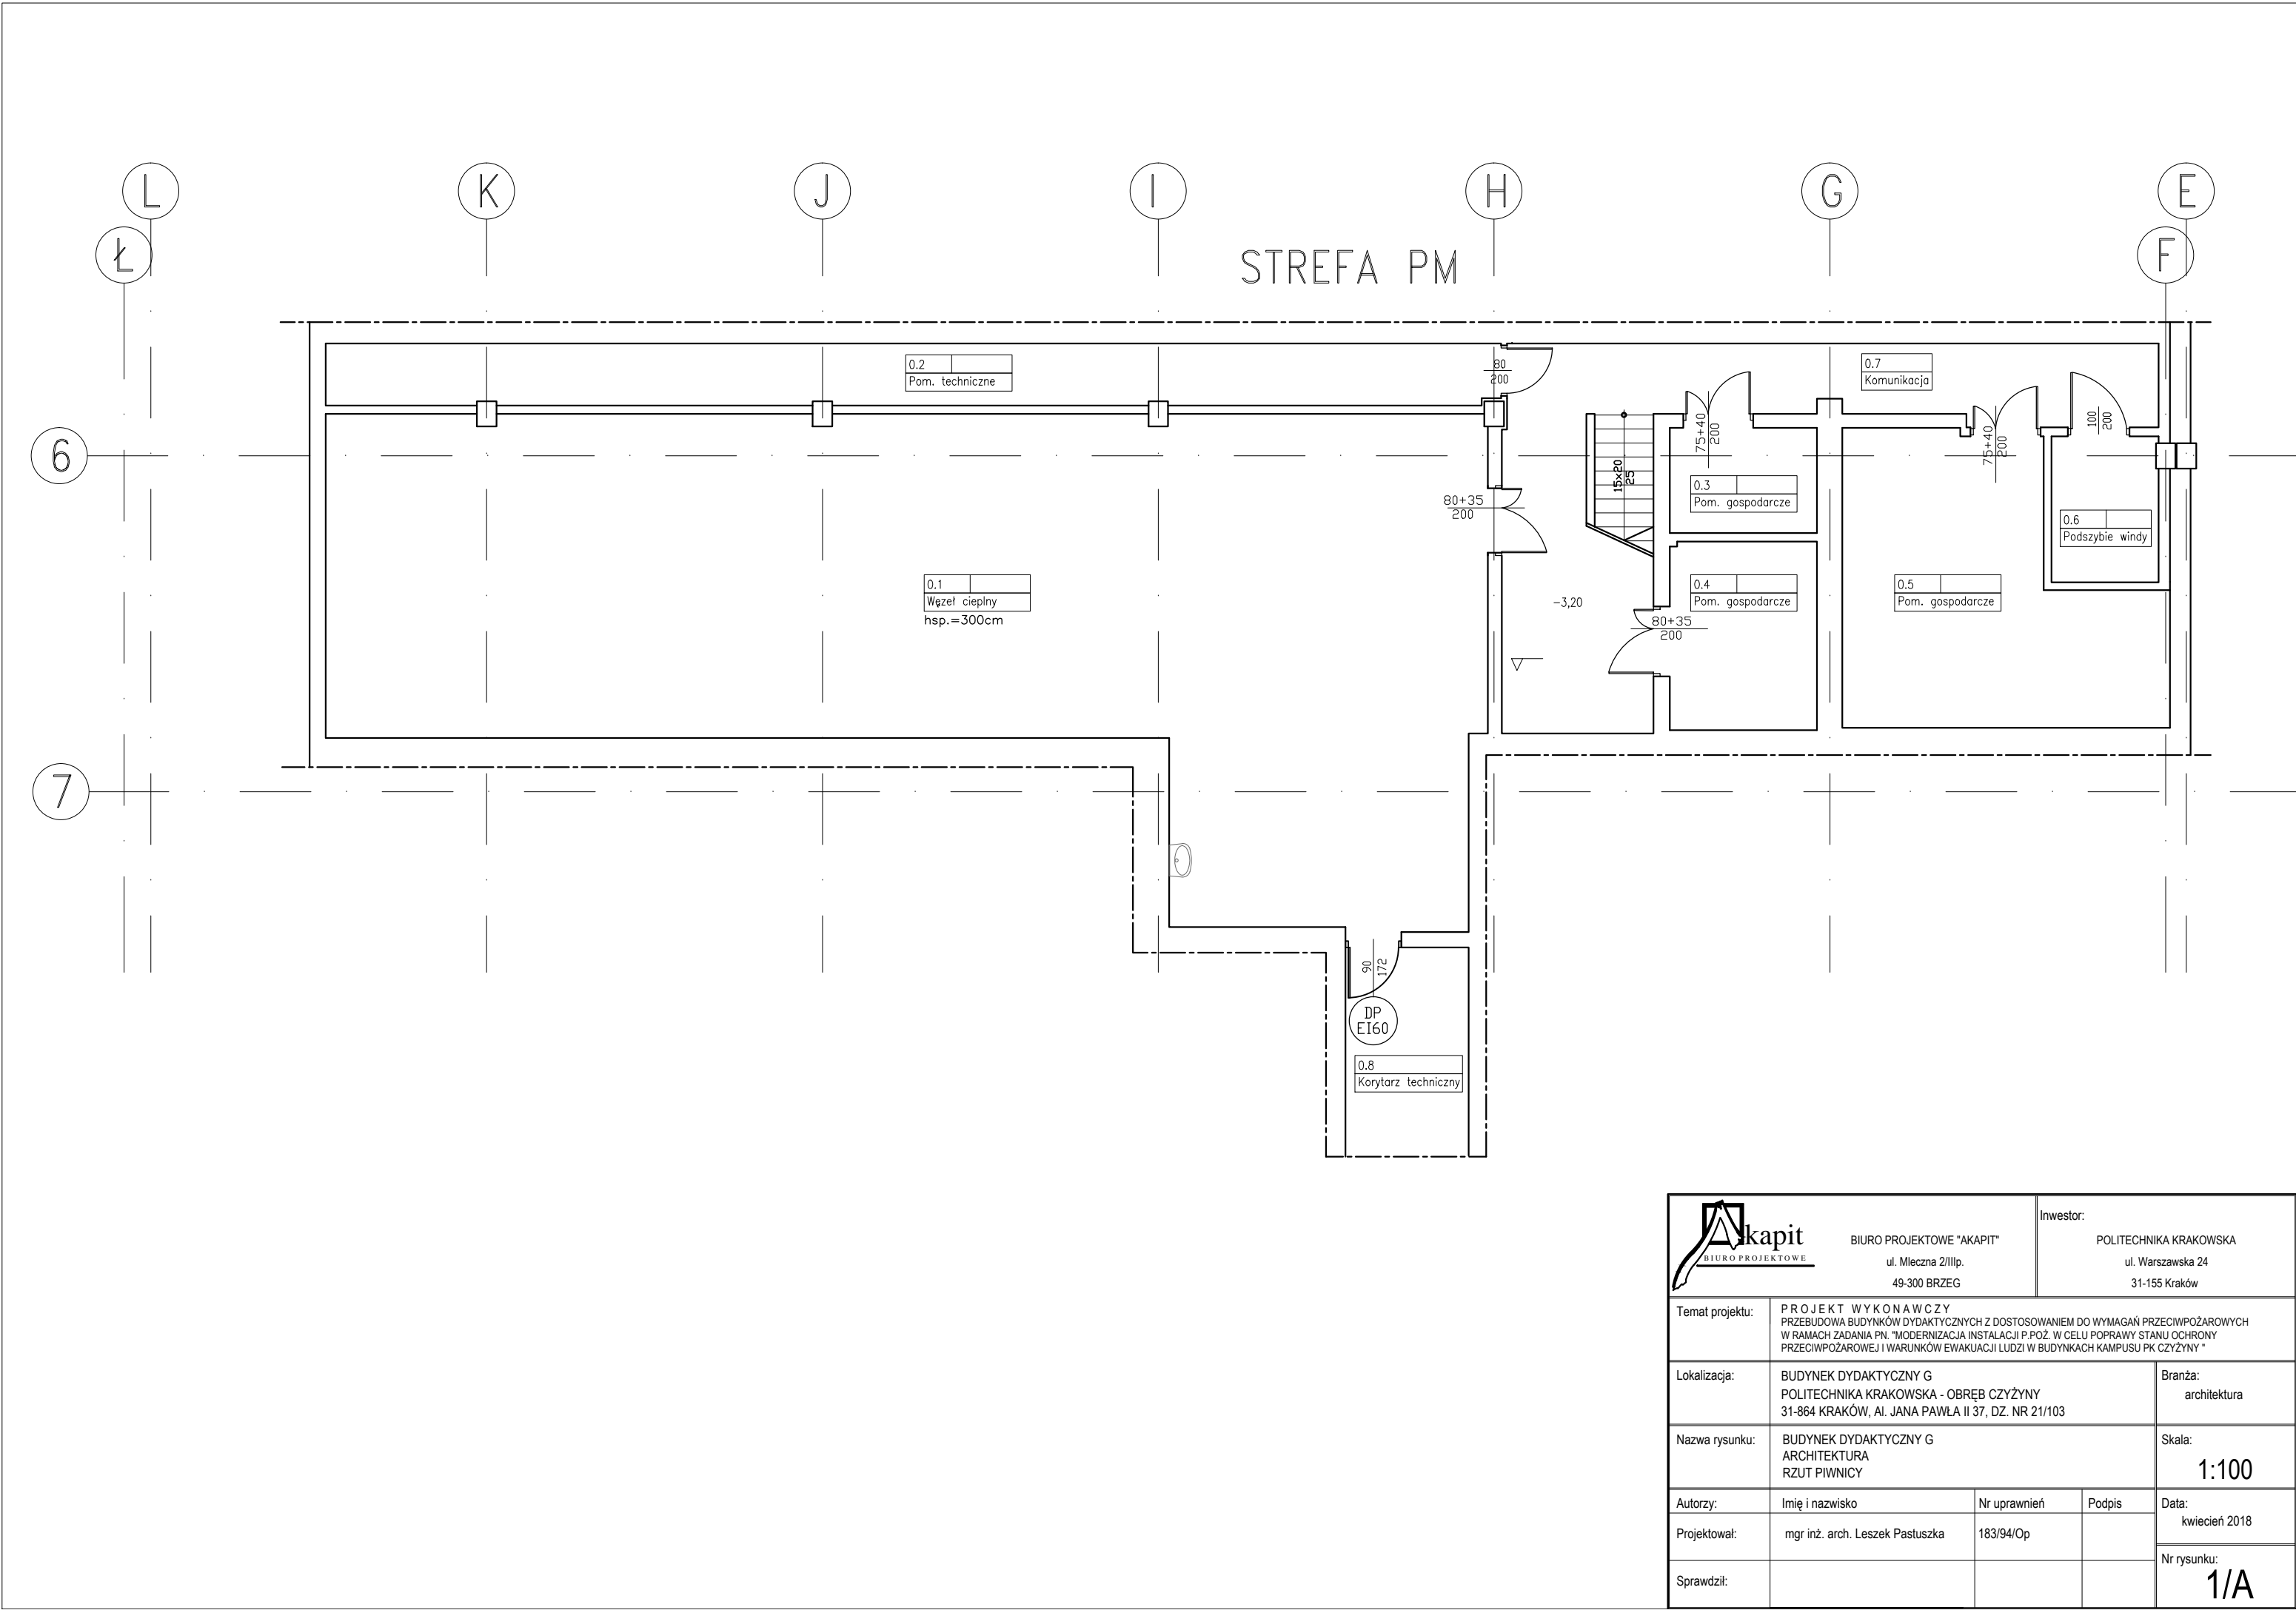 L
K
J
I
H
G
E
Ł
F
STREFA PM
0.2
Pom. techniczne
80
200
0.7
Komunikacja
6
75+40
200
75+40
200
100
200
15x20
25
80+35
200
0.3
Pom. gospodarcze
0.6
Podszybie windy
0.1
Węzeł cieplny
hsp.=300cm
-3,20
0.4
Pom. gospodarcze
0.5
Pom. gospodarcze
80+35
200
7
90
172
DP
EI60
0.8
Korytarz techniczny
Akapit
BIURO PROJEKTOWE
BIURO PROJEKTOWE "AKAPIT"
ul. Mleczna 2/IIIp.
49-300 BRZEG
Inwestor:
POLITECHNIKA KRAKOWSKA
ul. Warszawska 24
31-155 Kraków
Temat projektu:
PROJEKT WYKONAWCZY
PRZEBUDOWA BUDYNKÓW DYDAKTYCZNYCH Z DOSTOSOWANIEM DO WYMAGAŃ PRZECIWPOŻAROWYCH
W RAMACH ZADANIA PN. "MODERNIZACJA INSTALACJI P.POŻ. W CELU POPRAWY STANU OCHRONY
PRZECIWPOŻAROWEJ I WARUNKÓW EWAKUACJI LUDZI W BUDYNKACH KAMPUSU PK CZYŻYNY "
Lokalizacja:
BUDYNEK DYDAKTYCZNY G
POLITECHNIKA KRAKOWSKA - OBRĘB CZYŻYNY
31-864 KRAKÓW, Al. JANA PAWŁA II 37, DZ. NR 21/103
Branża:
architektura
Nazwa rysunku:
BUDYNEK DYDAKTYCZNY G
ARCHITEKTURA
RZUT PIWNICY
Skala:
1:100
Autorzy:
Imię i nazwisko
Nr uprawnień
Podpis
Data:
kwiecień 2018
Projektował:
mgr inż. arch. Leszek Pastuszka
183/94/Op
Nr rysunku:
1/A
Sprawdził: